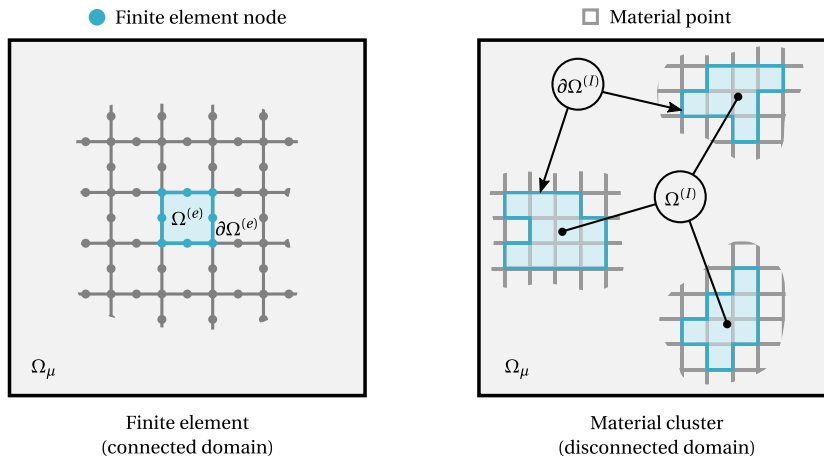 Finite element node
Material point
Ω^(e)
∂Ω^(e)
Ω_μ
∂Ω^(I)
Ω^(I)
Ω_μ
Finite element
(connected domain)
Material cluster
(disconnected domain)